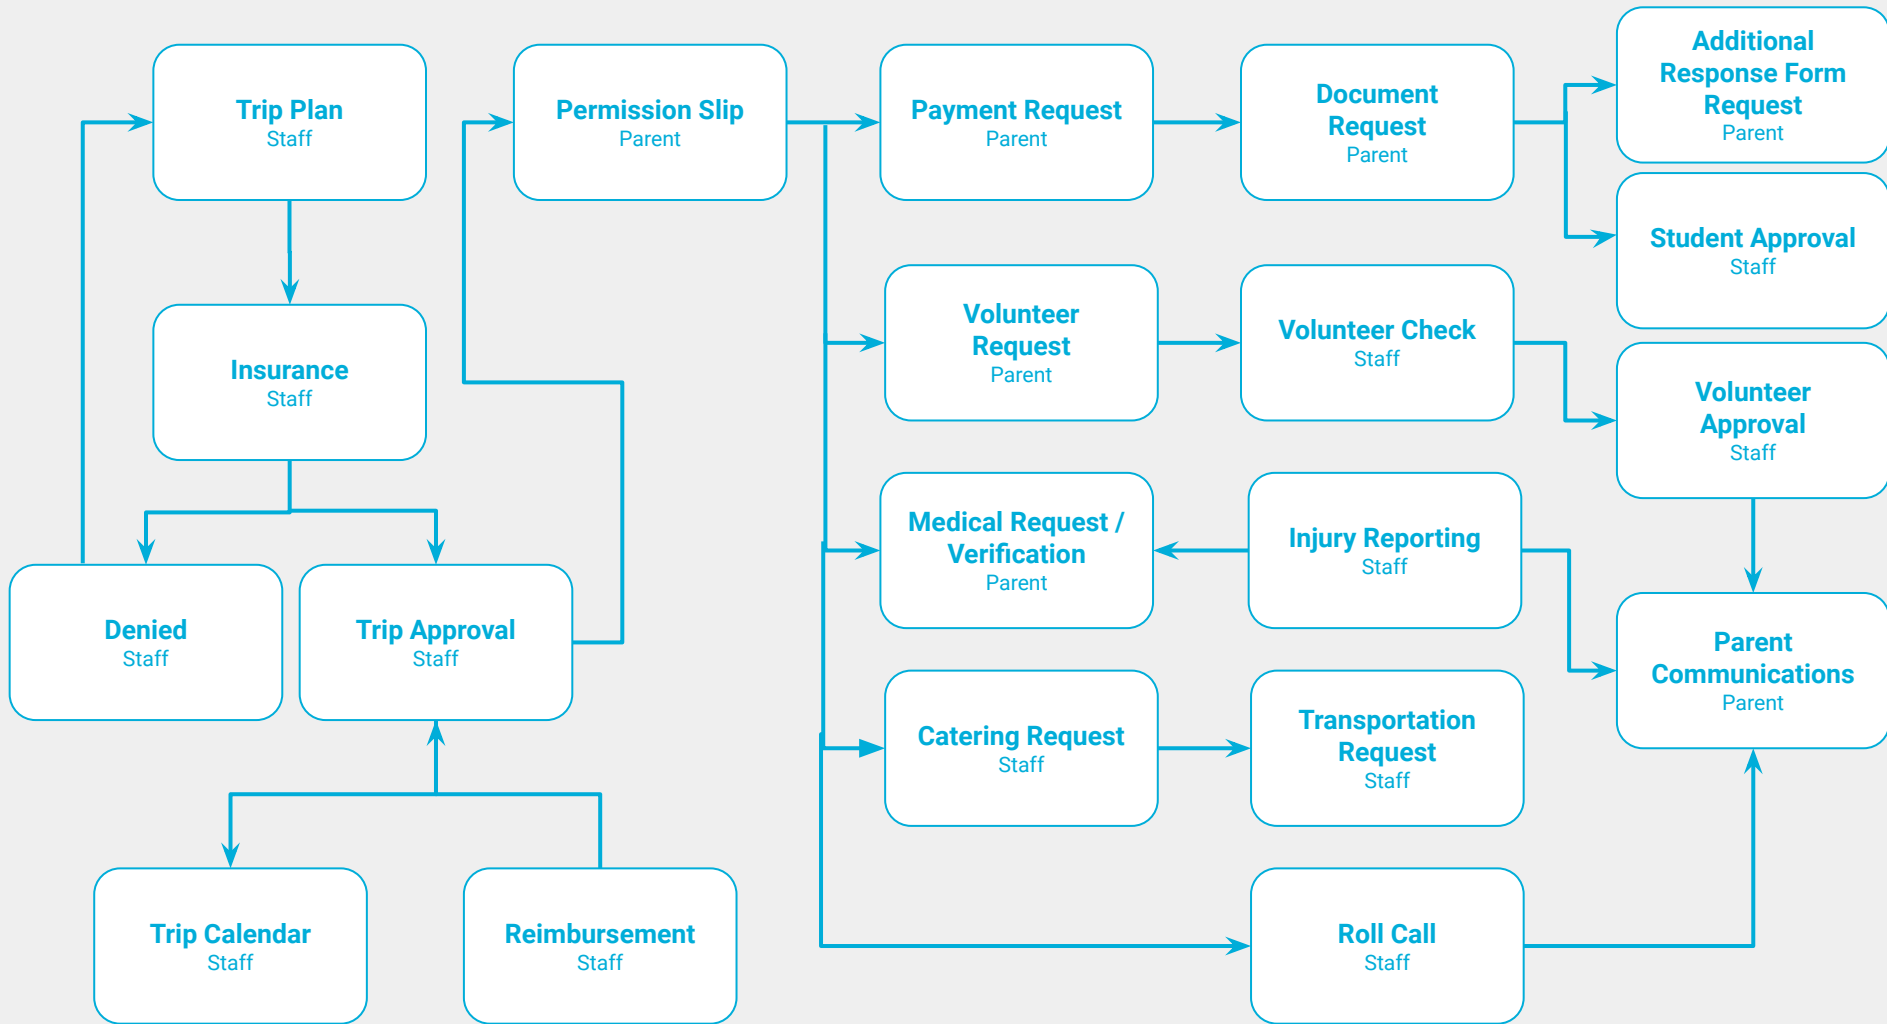 Trip Plan
Staff
Permission Slip
Parent
Payment Request
Parent
Document
Request
Parent
Additional
Response Form
Request
Parent
Student Approval
Staff
Insurance
Staff
Volunteer
Request
Parent
Volunteer Check
Staff
Volunteer
Approval
Staff
Medical Request /
Verification
Parent
Injury Reporting
Staff
Denied
Staff
Trip Approval
Staff
Parent
Communications
Parent
Catering Request
Staff
Transportation
Request
Staff
Trip Calendar
Staff
Reimbursement
Staff
Roll Call
Staff